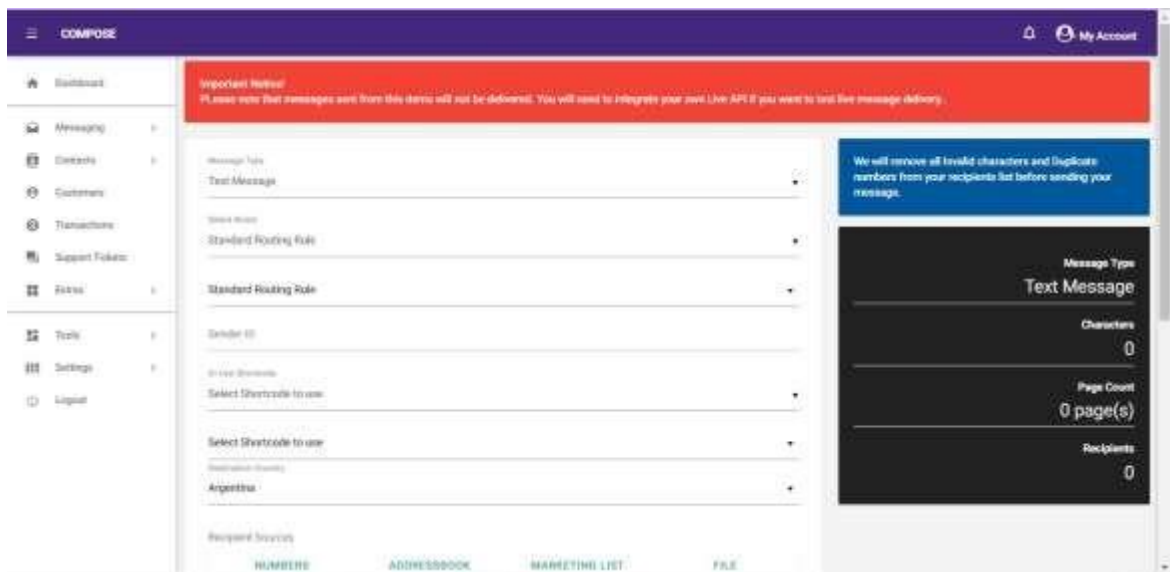 COMPOSE
My Account
Dashboard
Messaging
Contacts
Customers
Transactions
Support Tickets
Extras
Tools
Settings
Logout
Important Notice!
Please note that messages sent from this demo will not be delivered. You will need to integrate your own Live API if you want to test live message delivery.
Message Type
Text Message
Select Route
Standard Routing Rule
Standard Routing Rule
Sender ID
Or Use Shortcode
Select Shortcode to use
Select Shortcode to use
Destination Country
Argentina
Recipient Sources
NUMBERS
ADDRESSBOOK
MARKETING LIST
FILE
We will remove all Invalid characters and Duplicate
numbers from your recipients list before sending your
message.
Message Type
Text Message
Characters
0
Page Count
0 page(s)
Recipients
0